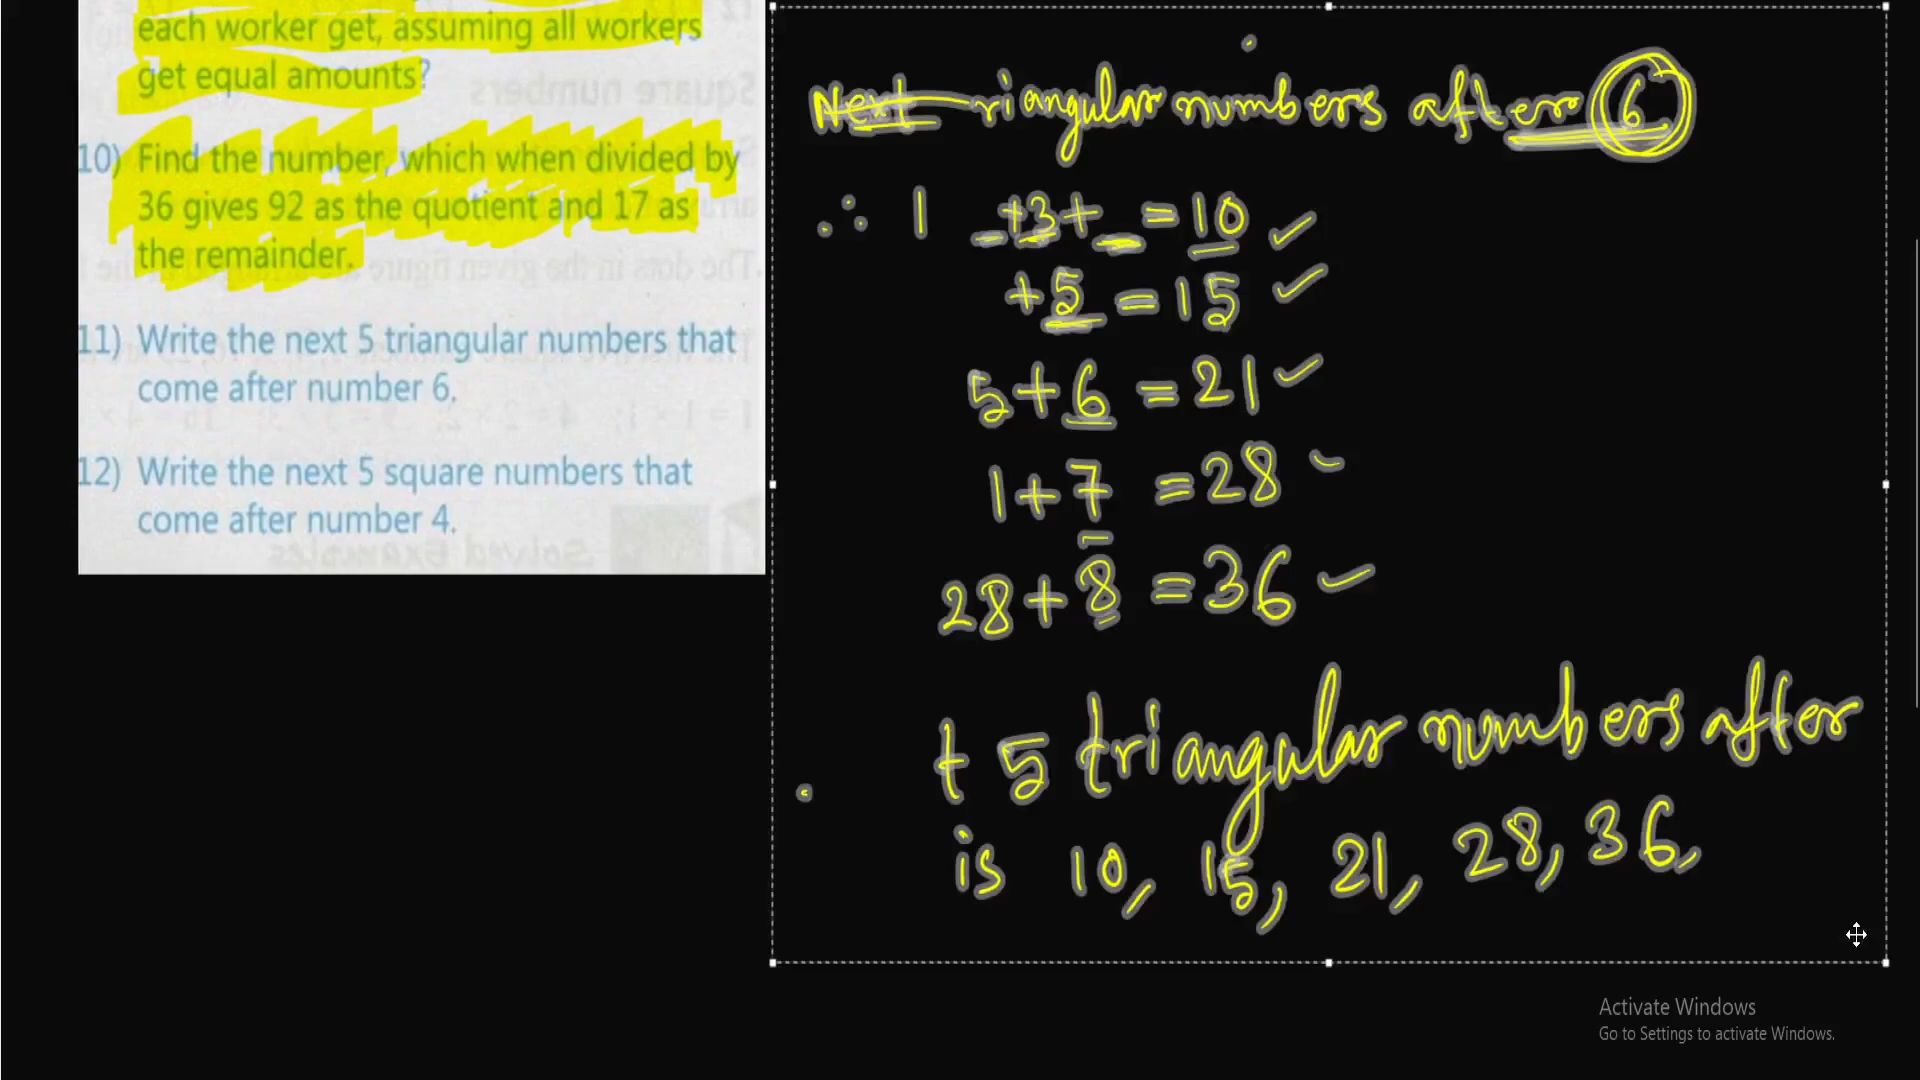 each worker get, assuming all workers
get equal amounts?
10) Find the number, which when divided by
36 gives 92 as the quotient and 17 as
the remainder.
11) Write the next 5 triangular numbers that
come after number 6.
12) Write the next 5 square numbers that
come after number 4.
Next riangular numbers after 6
∴ 1 _+3+ _ = 10 ✓
+5 = 15 ✓
5+6 = 21 ✓
1+7 = 28
28+8 = 36 ✓
t 5 triangular numbers after
is 10, 15, 21, 28, 36,
Activate Windows
Go to Settings to activate Windows.